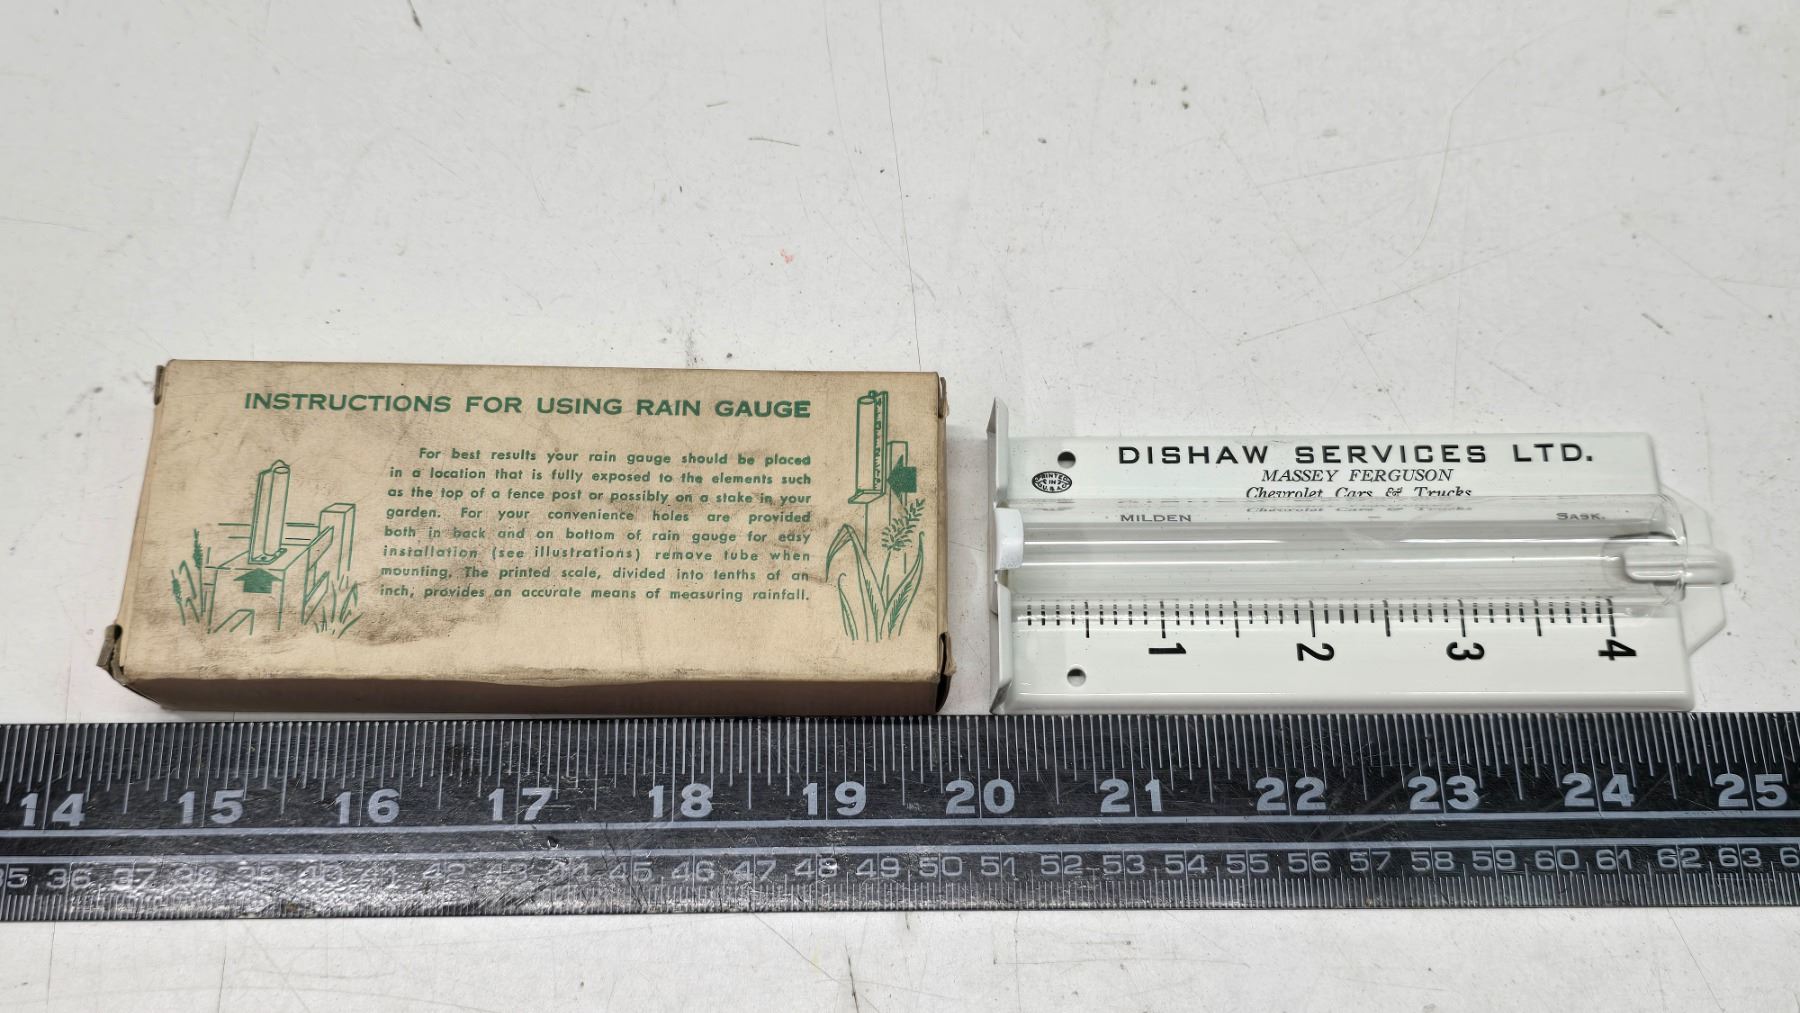 INSTRUCTIONS FOR USING RAIN GAUGE
For best results your rain gauge should be placed
in a location that is fully exposed to the elements such
as the top of a fence post or possibly on a stake in your
garden. For your convenience holes are provided
both in back and on bottom of rain gauge for easy
installation (see illustrations) remove tube when
mounting. The printed scale, divided into tenths of an
inch, provides an accurate means of measuring rainfall.
DISHAW SERVICES LTD.
MASSEY FERGUSON
Chevrolet Cars & Trucks
MILDEN SASK.
PRINTED
IN
1 2 3 4
14 15 16 17 18 19 20 21 22 23 24 25
36 37 38 39 40 41 42 43 44 45 46 47 48 49 50 51 52 53 54 55 56 57 58 59 60 61 62 63